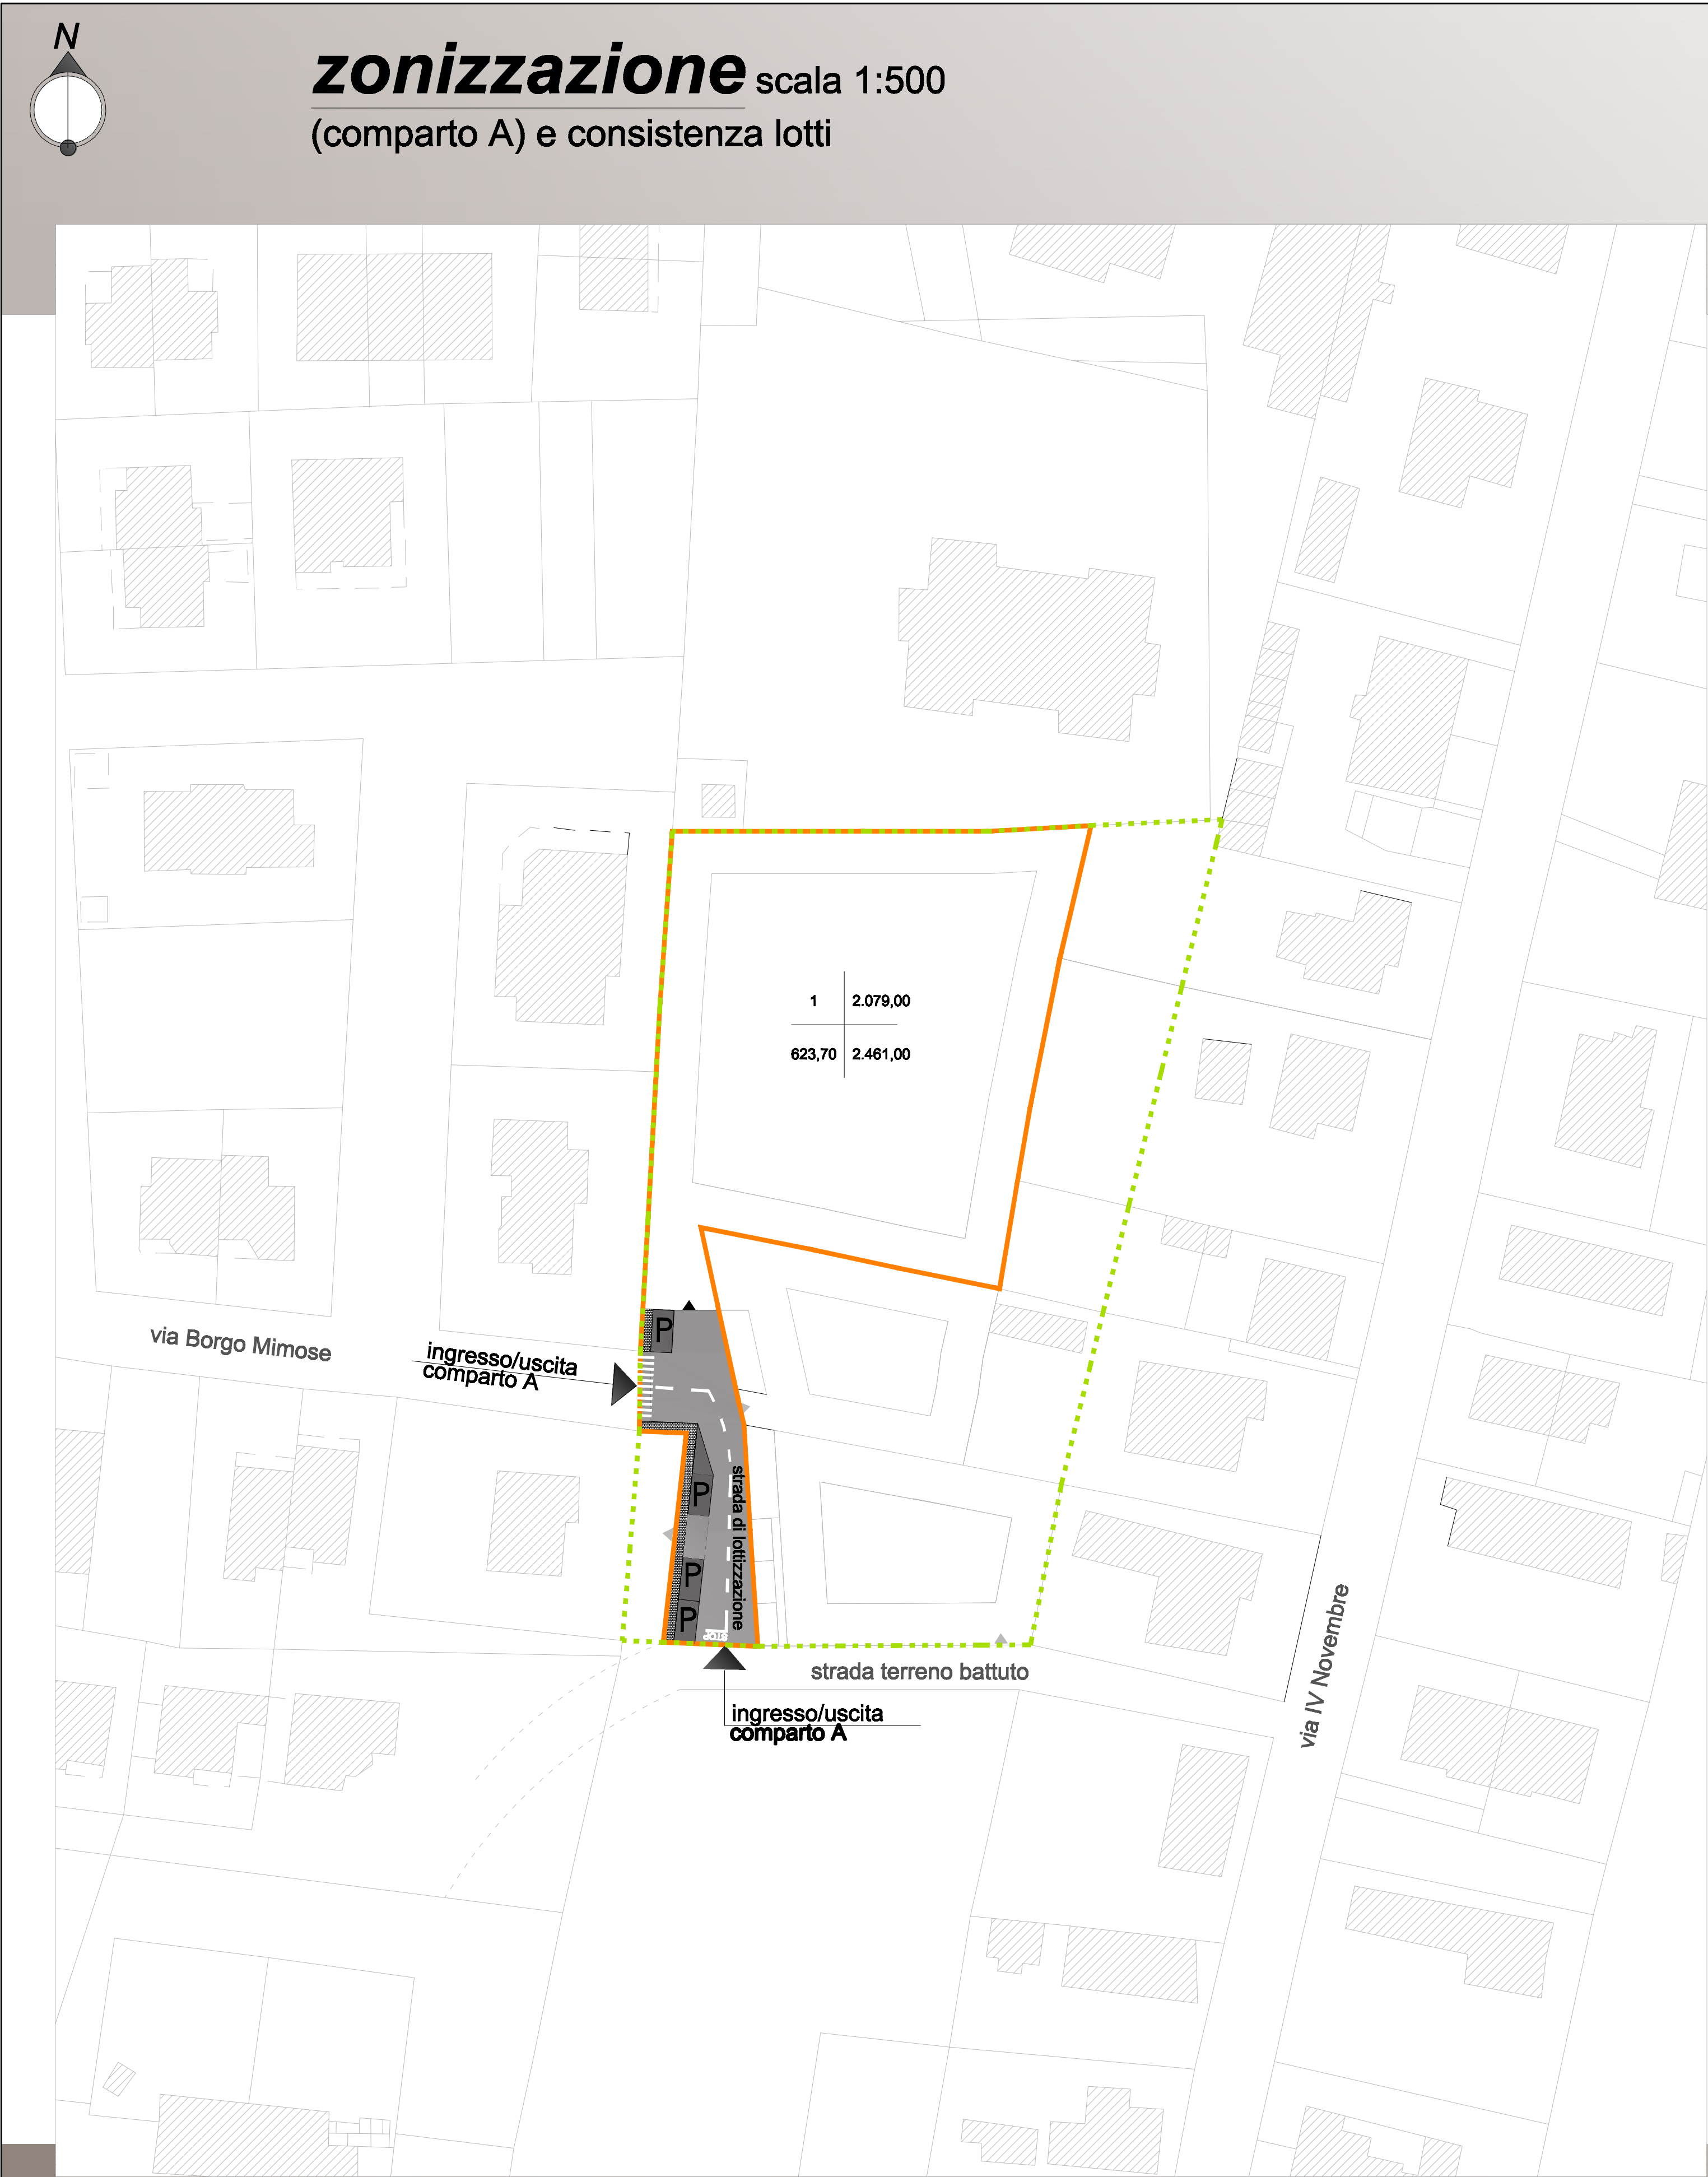 N
zonizzazione scala 1:500
(comparto A) e consistenza lotti
1 2.079,00
623,70 2.461,00
via Borgo Mimose
ingresso/uscita
comparto A
P
P
P
P
strada di lottizzazione
STOP
strada terreno battuto
ingresso/uscita
comparto A
via IV Novembre